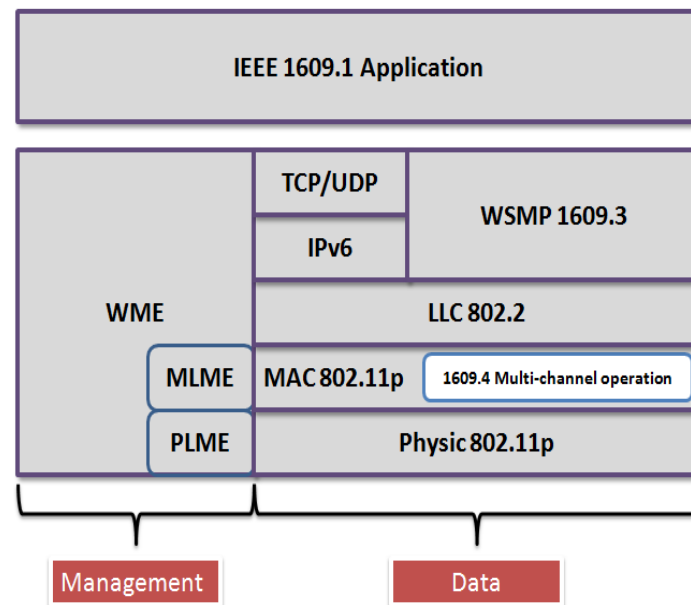 IEEE 1609.1 Application
TCP/UDP
WSMP 1609.3
IPv6
WME
LLC 802.2
MLME
MAC 802.11p
1609.4 Multi-channel operation
PLME
Physic 802.11p
Management
Data